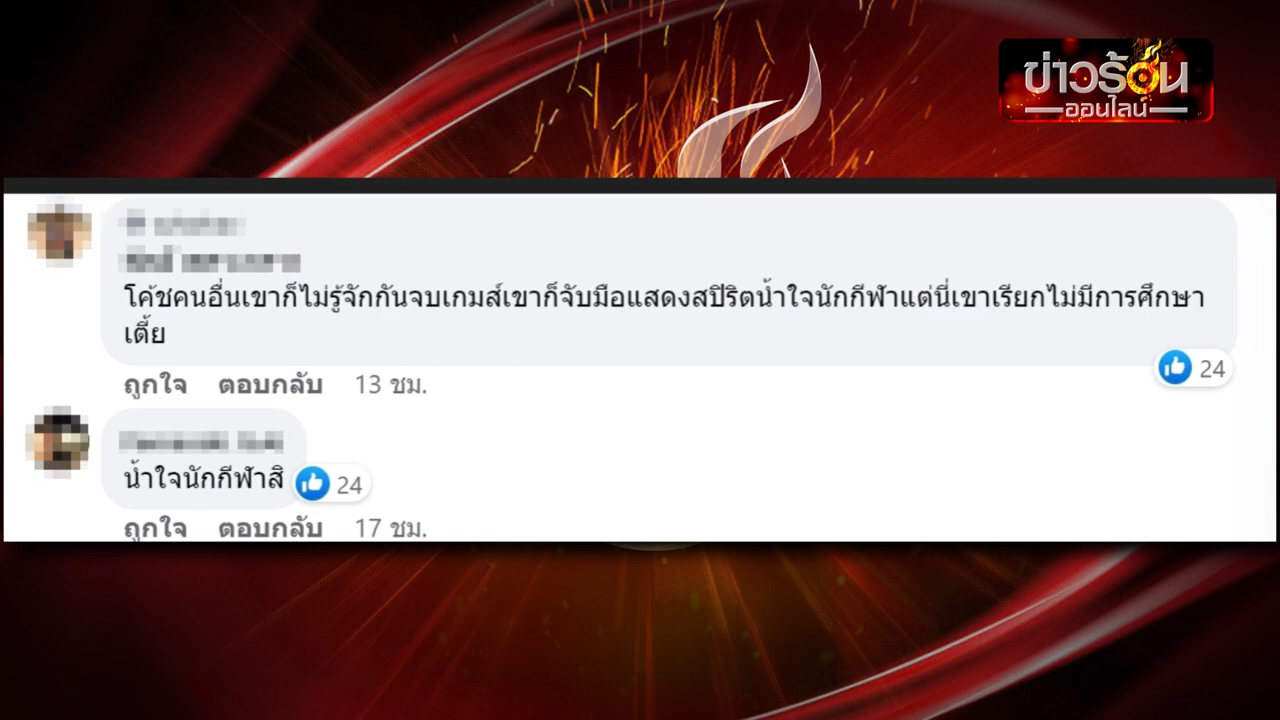 ข่าวร้อน
ออนไลน์
โค้ชคนอื่นเขาก็ไม่รู้จักกันจบเกมส์เขาก็จับมือแสดงสปิริตน้ำใจนักกีฬาแต่นี่เขาเรียกไม่มีการศึกษา
เตี้ย
24
ถูกใจ ตอบกลับ 13 ชม.
น้ำใจนักกีฬาสิ 24
ถูกใจ ตอบกลับ 17 ชม.